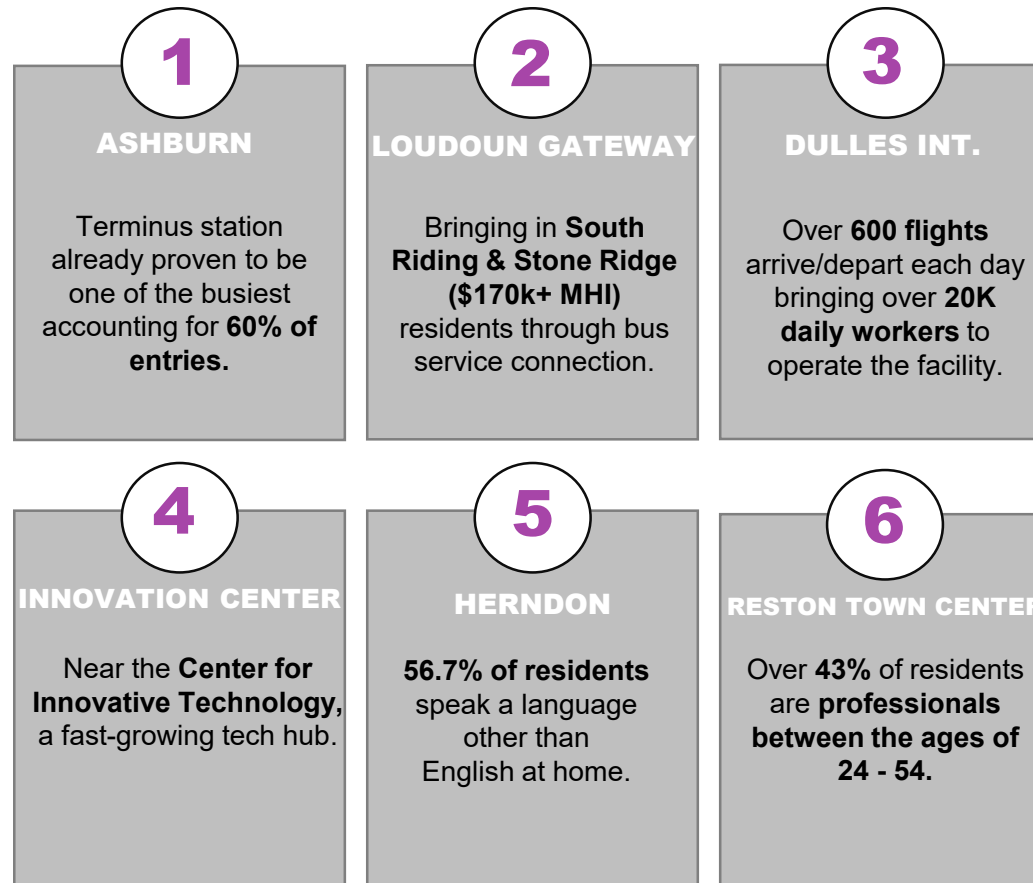 1
ASHBURN
Terminus station
already proven to be
one of the busiest
accounting for 60% of
entries.
2
LOUDOUN GATEWAY
Bringing in South
Riding & Stone Ridge
($170k+ MHI)
residents through bus
service connection.
3
DULLES INT.
Over 600 flights
arrive/depart each day
bringing over 20K
daily workers to
operate the facility.
4
INNOVATION CENTER
Near the Center for
Innovative Technology,
a fast-growing tech hub.
5
HERNDON
56.7% of residents
speak a language
other than
English at home.
6
RESTON TOWN CENTER
Over 43% of residents
are professionals
between the ages of
24 - 54.